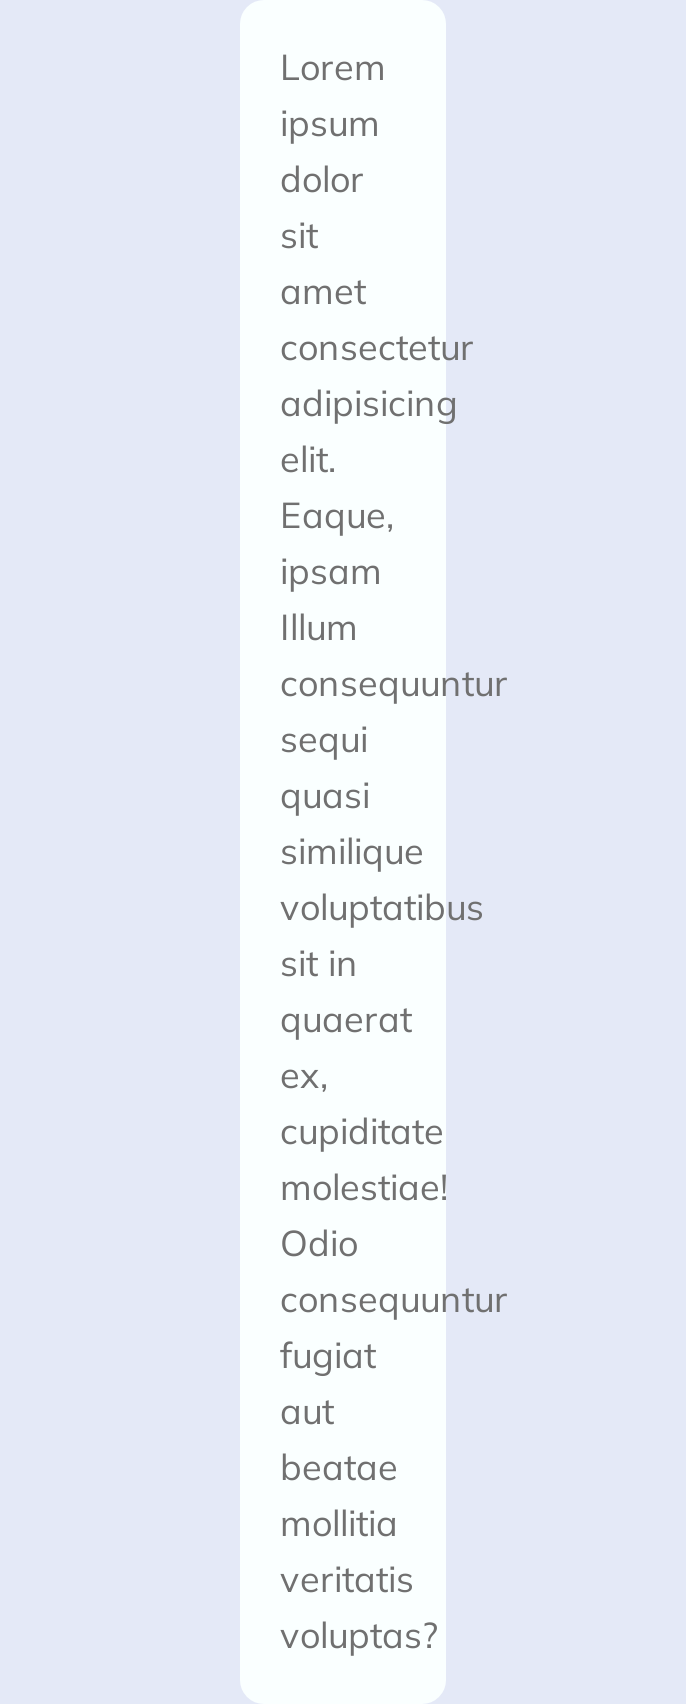 Lorem
ipsum
dolor
sit
amet
consectetur
adipisicing
elit.
Eaque,
ipsam
Illum
consequuntur
sequi
quasi
similique
voluptatibus
sit in
quaerat
ex,
cupiditate
molestiae!
Odio
consequuntur
fugiat
aut
beatae
mollitia
veritatis
voluptas?